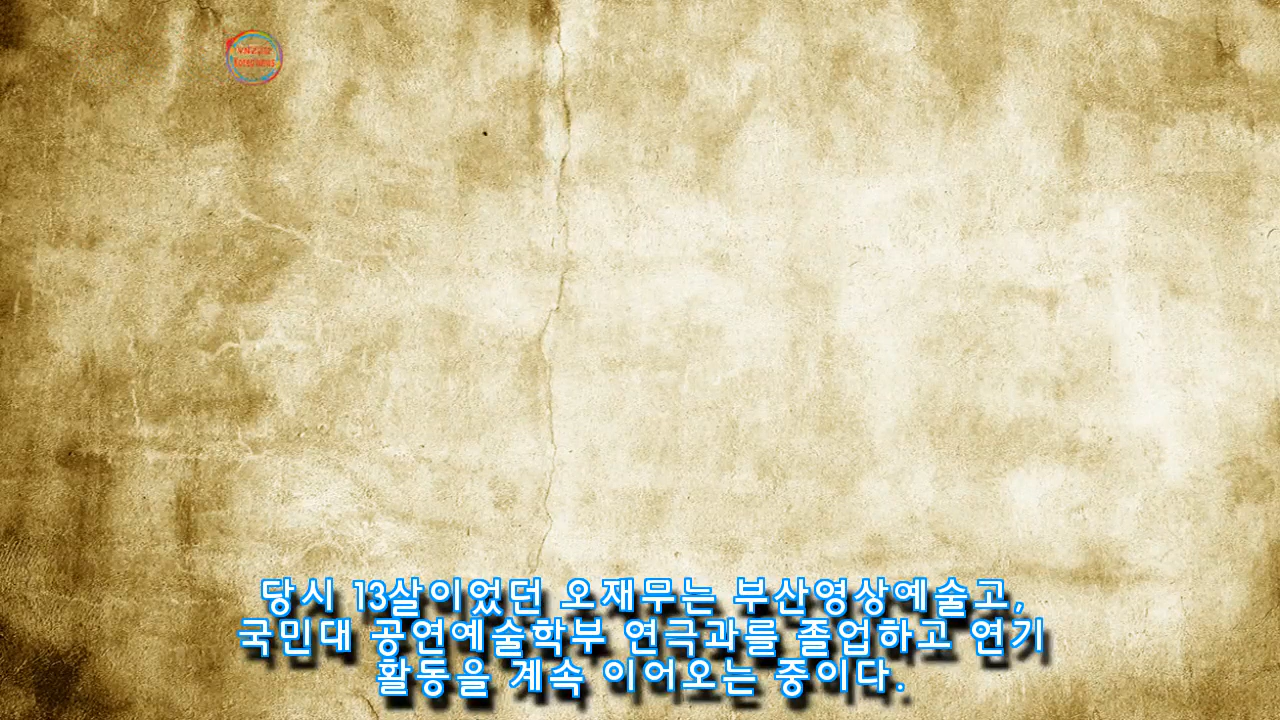 당시 13살이었던 오재무는 부산영상예술고,
국민대 공연예술학부 연극과를 졸업하고 연기
활동을 계속 이어오는 중이다.